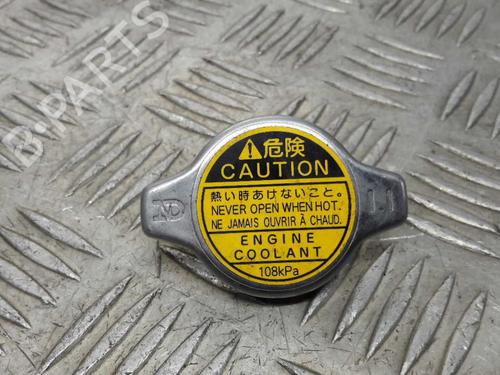 B-PARTS
⚠危険
CAUTION
熱い時あけないこと。
NEVER OPEN WHEN HOT.
NE JAMAIS OUVRIR À CHAUD.
ENGINE
COOLANT
108kPa
ND
1.1